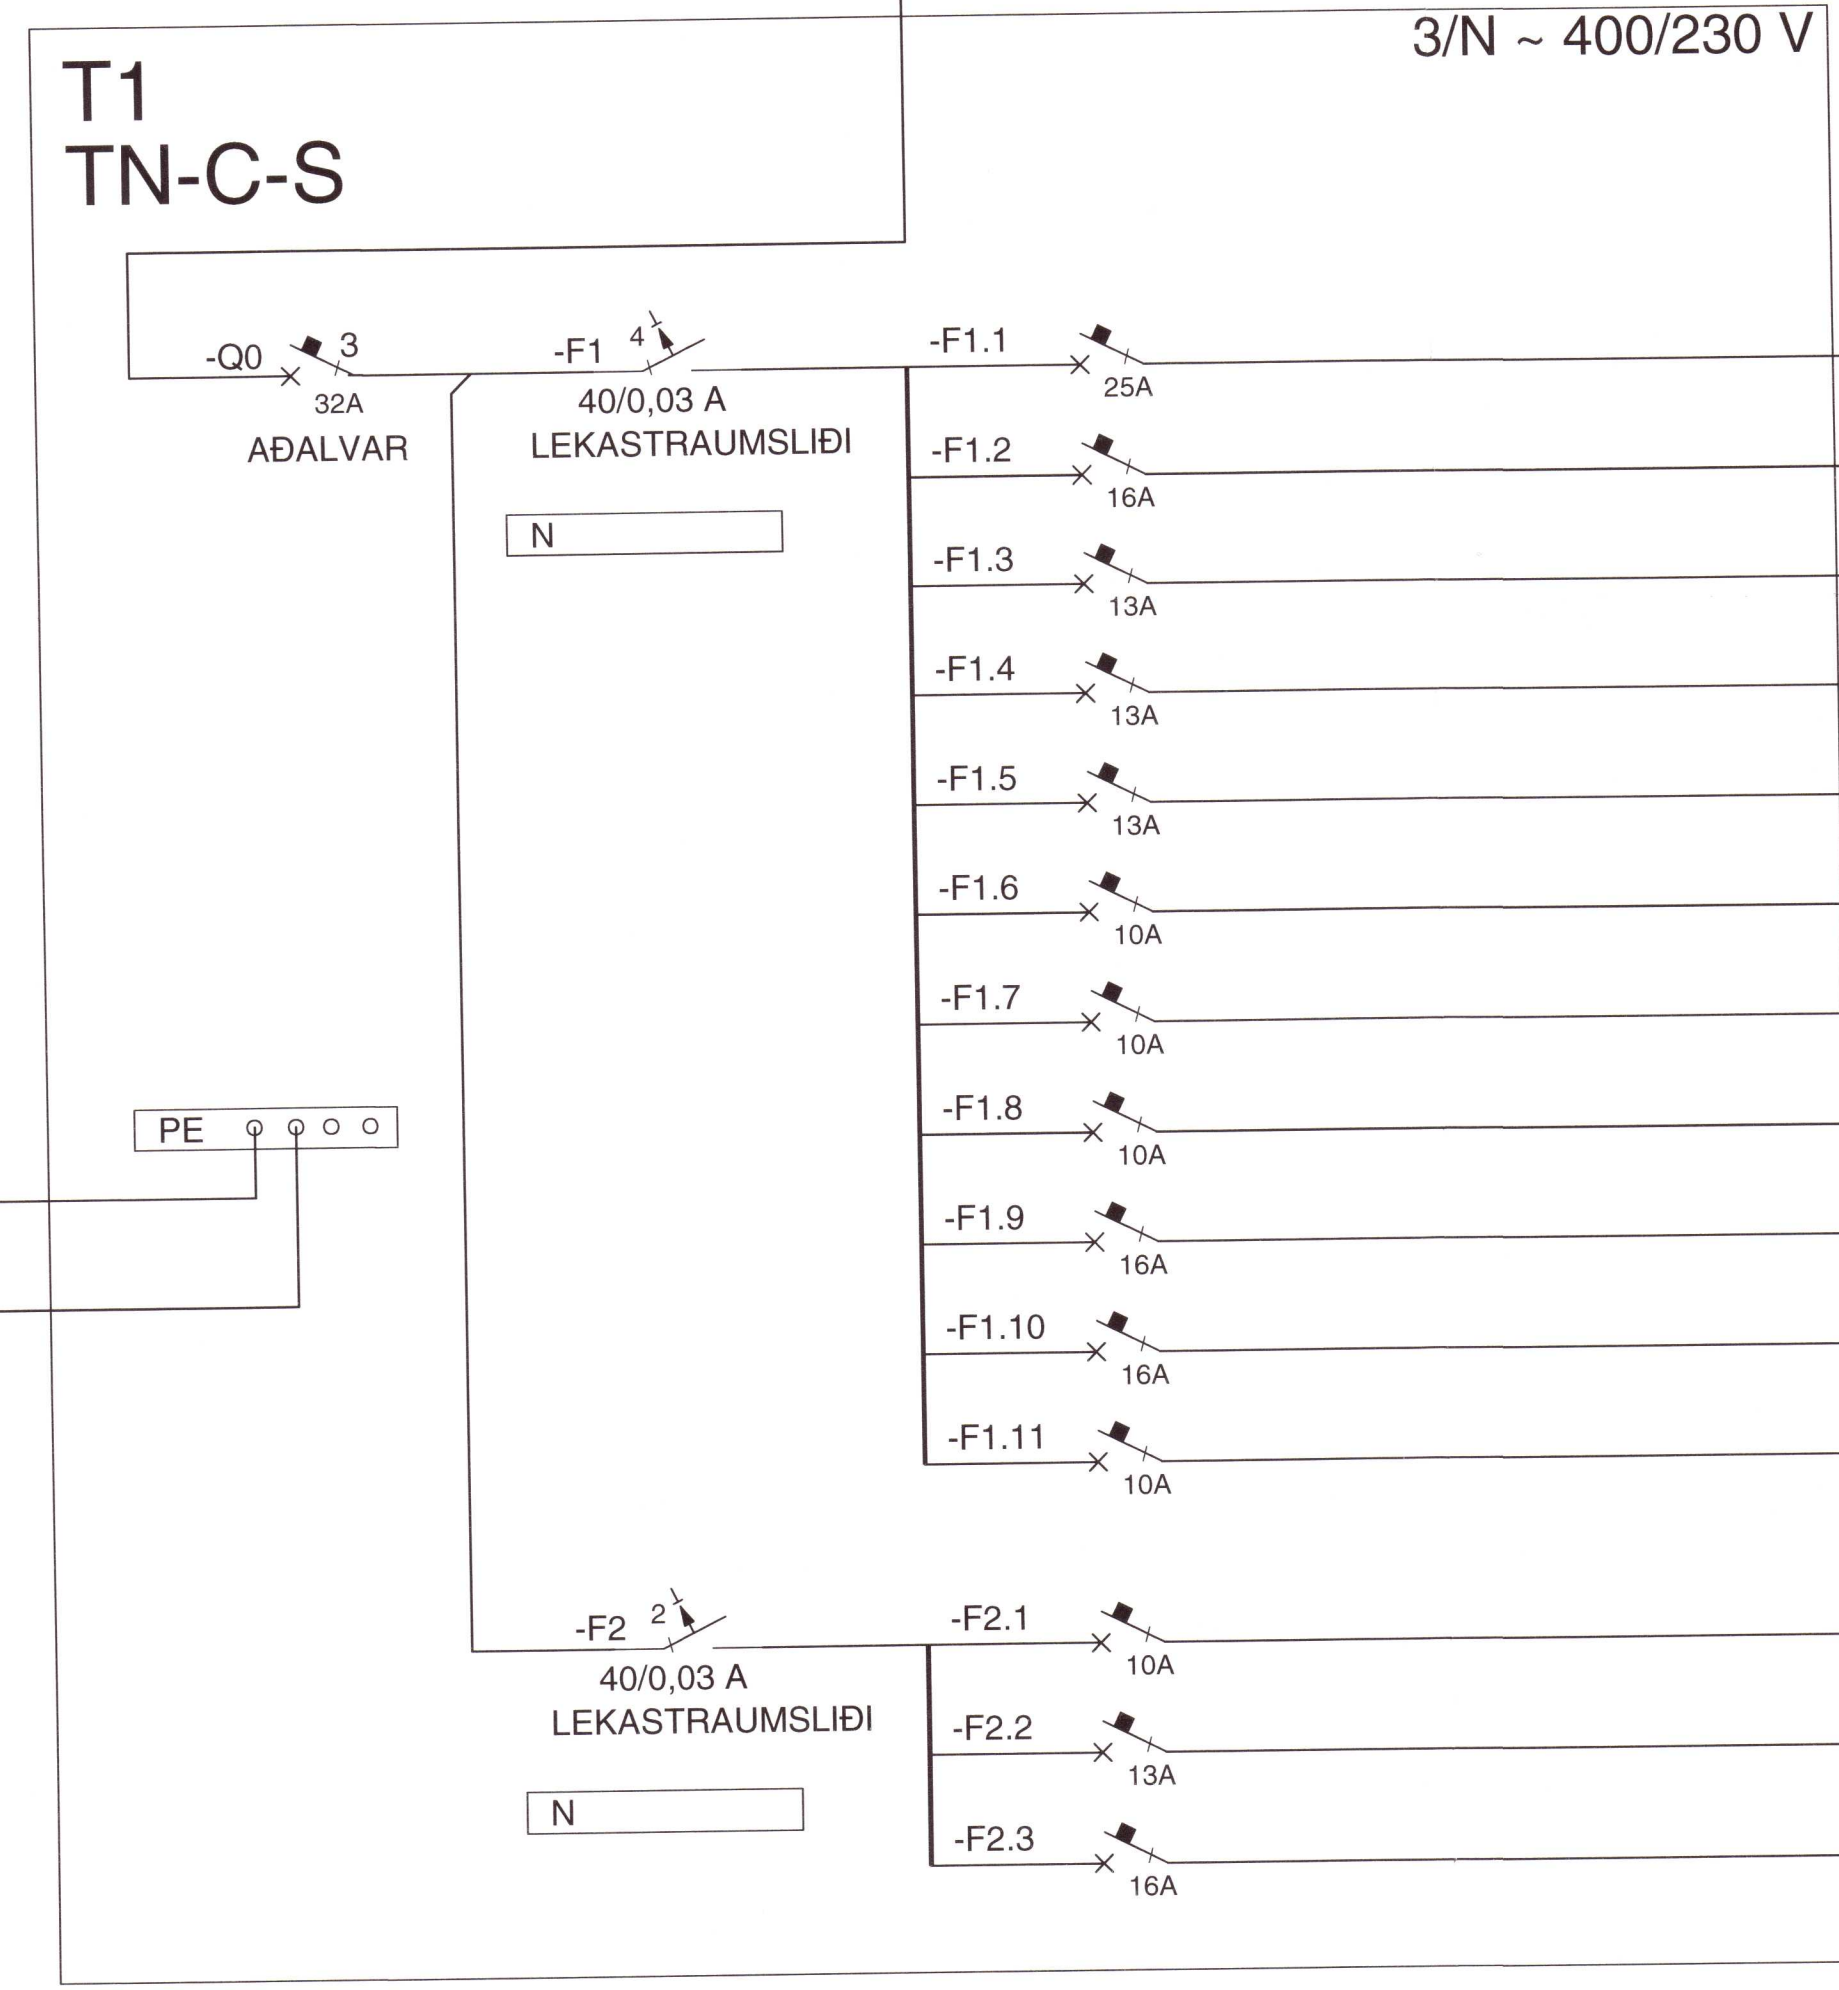 3/N ~ 400/230 V
T1
TN-C-S
-Q0
3
32A
AÐALVAR
-F1
4
40/0,03 A
LEKASTRAUMSLIÐI
N
-F1.1
25A
-F1.2
16A
-F1.3
13A
-F1.4
13A
-F1.5
13A
-F1.6
10A
-F1.7
10A
-F1.8
10A
PE
-F1.9
16A
-F1.10
16A
-F1.11
10A
-F2
2
40/0,03 A
LEKASTRAUMSLIÐI
N
-F2.1
10A
-F2.2
13A
-F2.3
16A